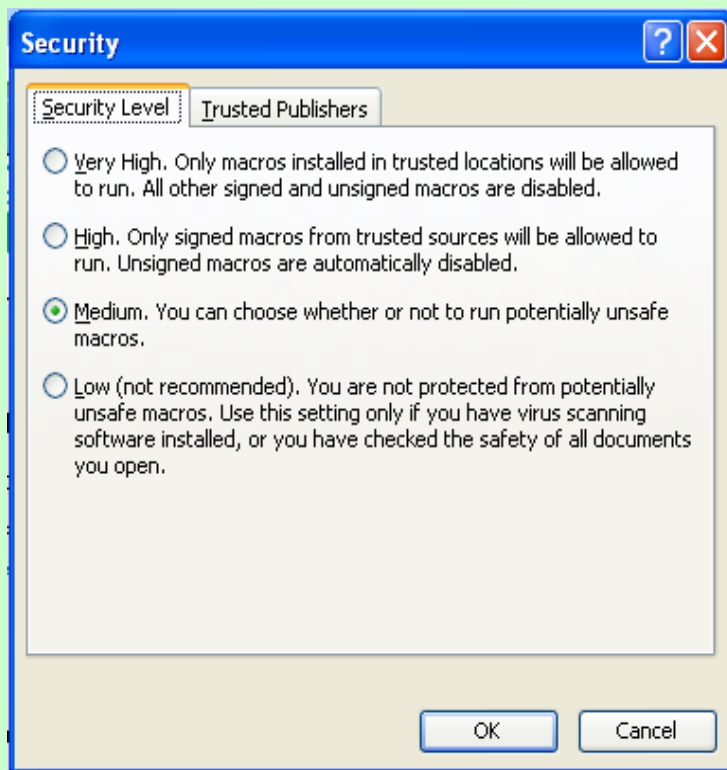 Security
Security Level
Trusted Publishers
Very High. Only macros installed in trusted locations will be allowed
to run. All other signed and unsigned macros are disabled.
High. Only signed macros from trusted sources will be allowed to
run. Unsigned macros are automatically disabled.
Medium. You can choose whether or not to run potentially unsafe
macros.
Low (not recommended). You are not protected from potentially
unsafe macros. Use this setting only if you have virus scanning
software installed, or you have checked the safety of all documents
you open.
OK
Cancel